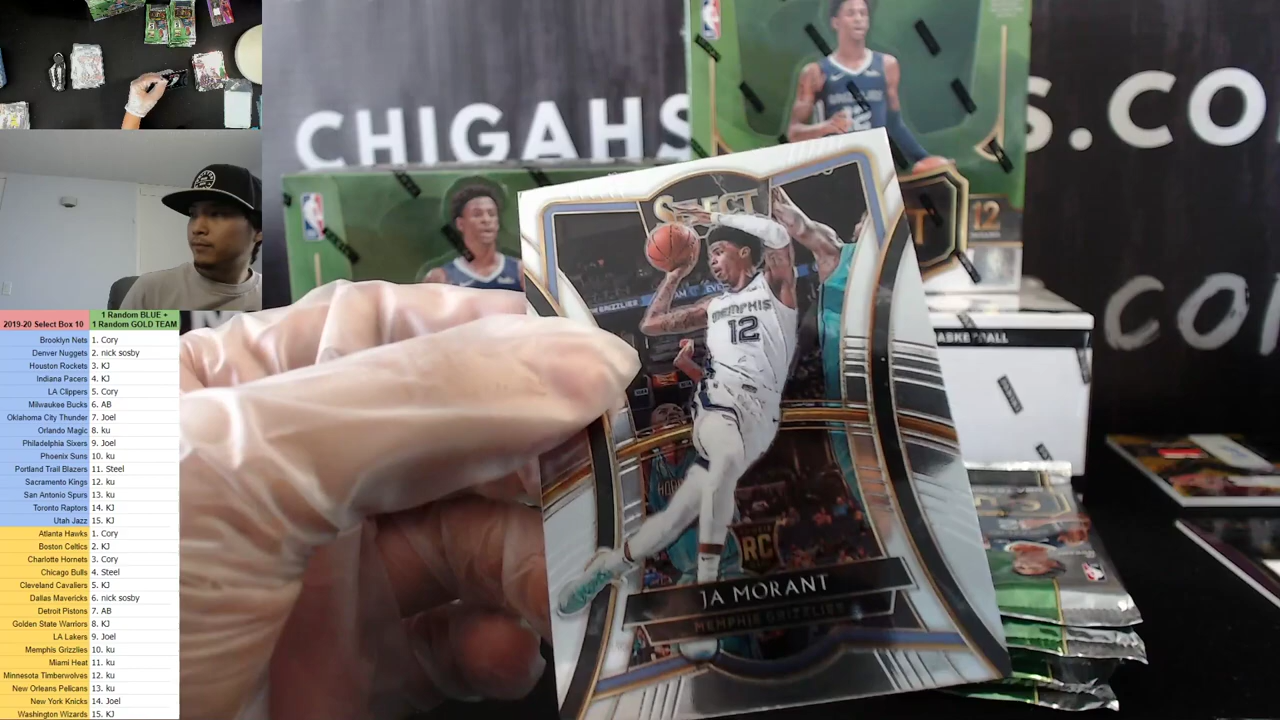 CHIGAHS
S.CO
CO
12
SELECT
MEMPHIS
12
RC
JA MORANT
MEMPHIS GRIZZLIES
2019-20 Select Box 10
1 Random BLUE +
1 Random GOLD TEAM
Brooklyn Nets 1. Cory
Denver Nuggets 2. nick sosby
Houston Rockets 3. KJ
Indiana Pacers 4. KJ
LA Clippers 5. Cory
Milwaukee Bucks 6. AB
Oklahoma City Thunder 7. Joel
Orlando Magic 8. ku
Philadelphia Sixers 9. Joel
Phoenix Suns 10. ku
Portland Trail Blazers 11. Steel
Sacramento Kings 12. ku
San Antonio Spurs 13. ku
Toronto Raptors 14. KJ
Utah Jazz 15. KJ
Atlanta Hawks 1. Cory
Boston Celtics 2. KJ
Charlotte Hornets 3. Cory
Chicago Bulls 4. Steel
Cleveland Cavaliers 5. KJ
Dallas Mavericks 6. nick sosby
Detroit Pistons 7. AB
Golden State Warriors 8. KJ
LA Lakers 9. Joel
Memphis Grizzlies 10. ku
Miami Heat 11. ku
Minnesota Timberwolves 12. ku
New Orleans Pelicans 13. ku
New York Knicks 14. Joel
Washington Wizards 15. KJ